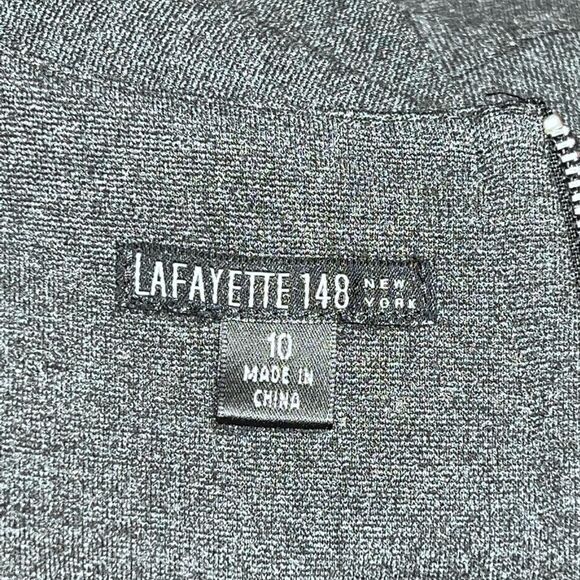 LAFAYETTE 148 NEW YORK
10
MADE IN
CHINA